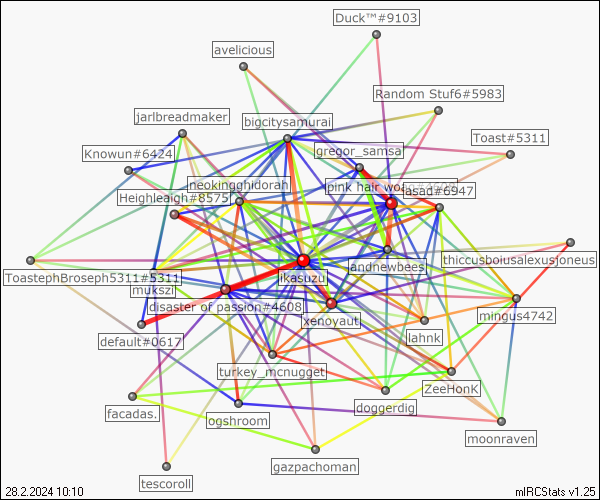 Duck™#9103
avelicious
Random Stuf6#5983
jarlbreadmaker
bigcitysamurai
Toast#5311
gregor_samsa
Knowun#6424
neokingghidorah
pink hair wo
asad#6947
Heighleaigh#8575
andnewbees
thiccusboiusalexusjoneus
ToastephBroseph5311#5311
ikasuzu
mukszi
disaster of passion#4608
mingus4742
xenoyaut
default#0617
lahnk
turkey_mcnugget
ZeeHonK
facadas.
doggerdig
ogshroom
moonraven
gazpachoman
tescoroll
28.2.2024 10:10
mIRCStats v1.25